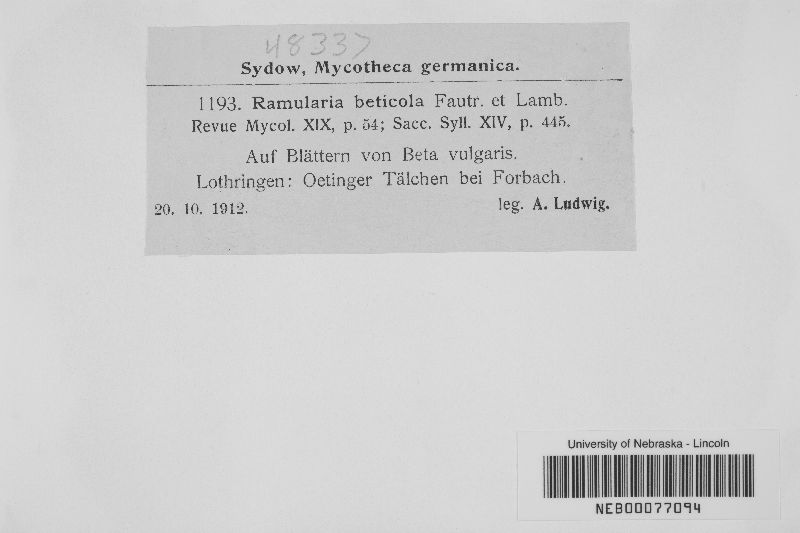 48337
Sydow, Mycotheca germanica.
1193. Ramularia beticola Fautr. et Lamb.
Revue Mycol. XIX, p. 54; Sacc. Syll. XIV, p. 445.
Auf Blättern von Beta vulgaris.
Lothringen: Oetinger Tälchen bei Forbach.
20. 10. 1912. leg. A. Ludwig.
University of Nebraska - Lincoln
NEB00077094